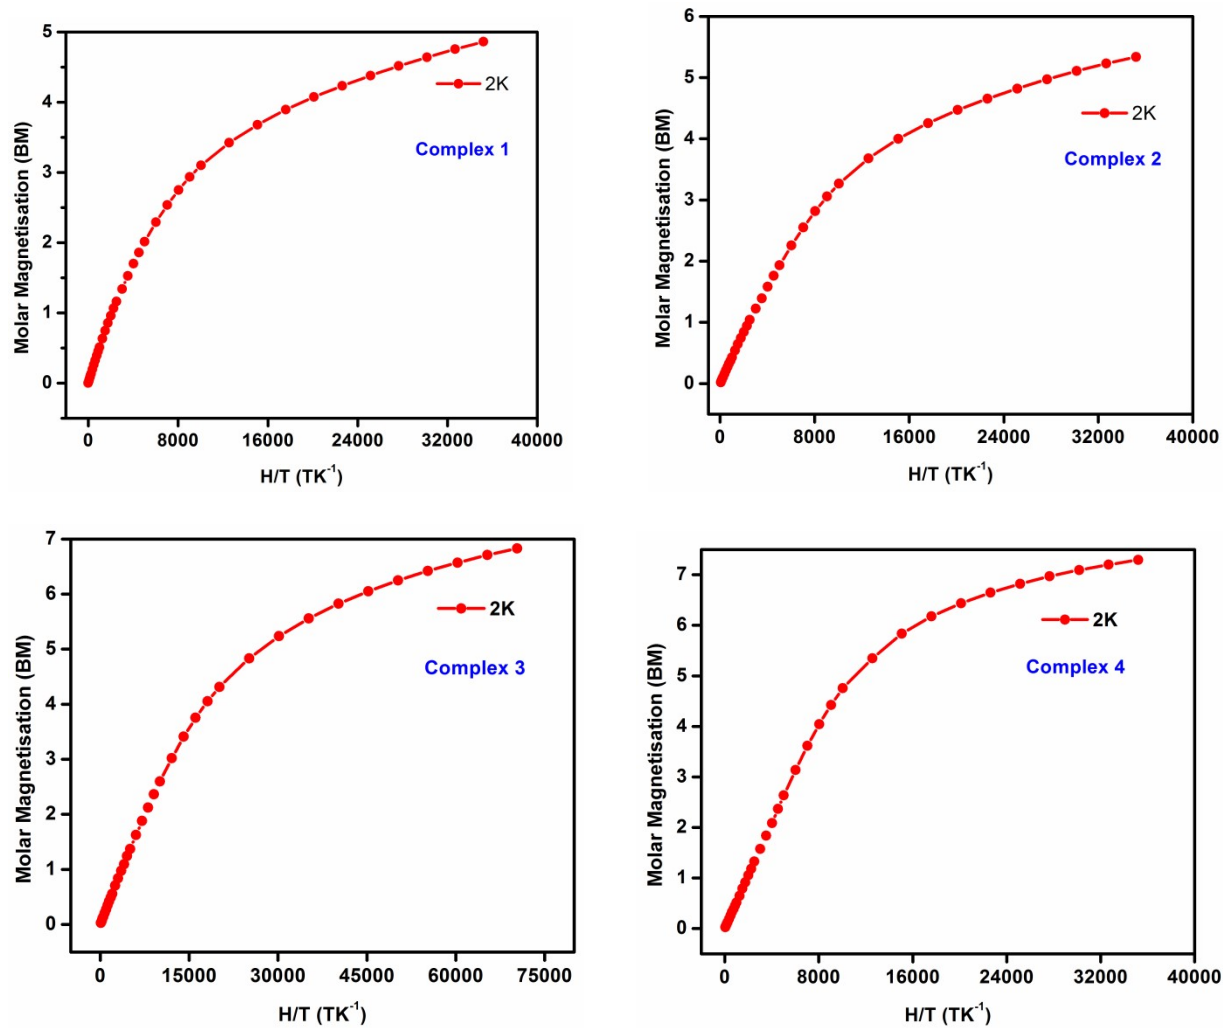 5
4
3
2
1
0
Molar Magnetisation (BM)
2K
Complex 1
0 8000 16000 24000 32000 40000
H/T (TK⁻¹)
6
5
4
3
2
1
0
Molar Magnetisation (BM)
2K
Complex 2
0 8000 16000 24000 32000 40000
H/T (TK⁻¹)
7
6
5
4
3
2
1
0
Molar Magnetisation (BM)
2K
Complex 3
0 15000 30000 45000 60000 75000
H/T (TK⁻¹)
7
6
5
4
3
2
1
0
Molar Magnetisation (BM)
2K
Complex 4
0 8000 16000 24000 32000 40000
H/T (TK⁻¹)